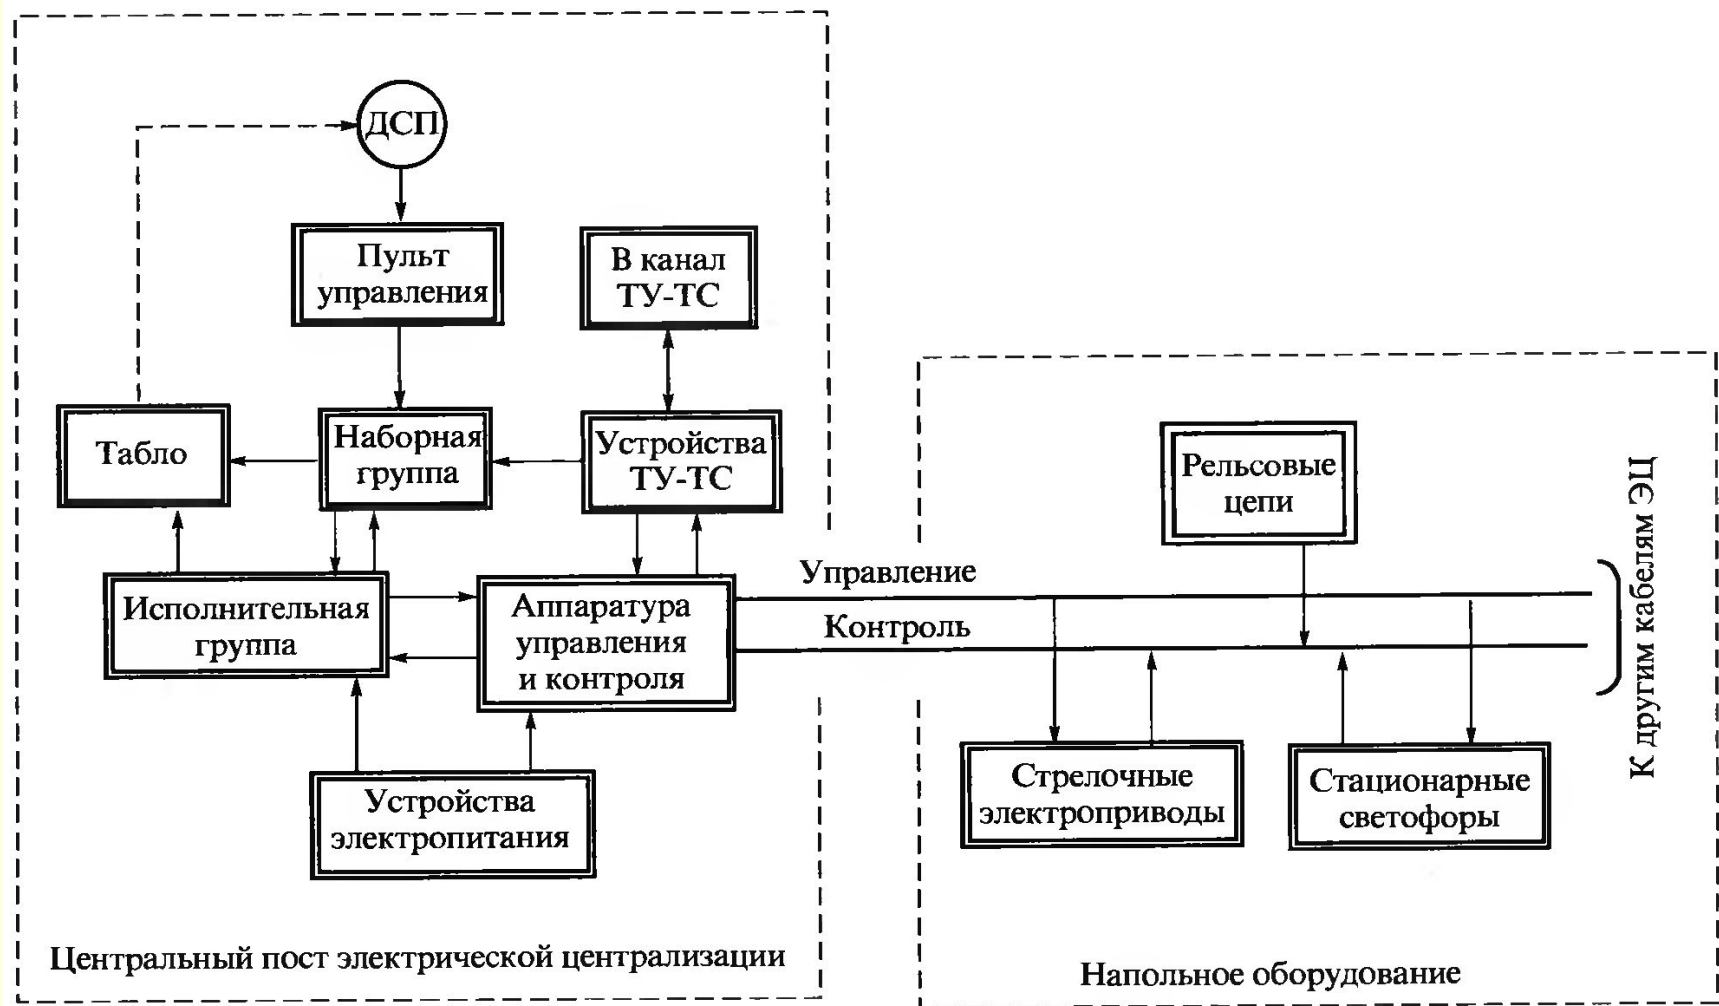 ДСП
Пульт
управления
В канал
ТУ-ТС
Табло
Наборная
группа
Устройства
ТУ-ТС
Рельсовые
цепи
Исполнительная
группа
Аппаратура
управления
и контроля
Управление
Контроль
К другим кабелям ЭЦ
Устройства
электропитания
Стрелочные
электроприводы
Стационарные
светофоры
Центральный пост электрической централизации
Напольное оборудование